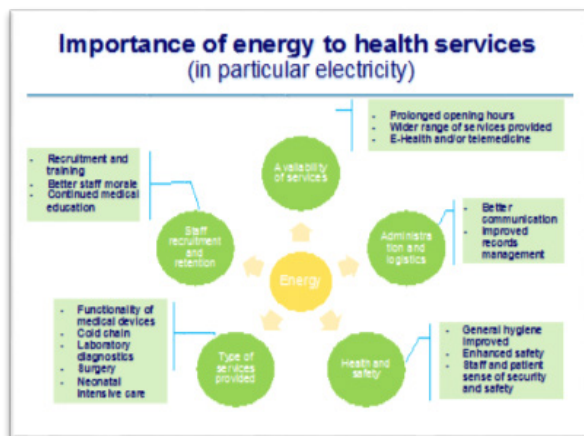 Importance of energy to health services
(in particular electricity)
- Prolonged opening hours
- Wider range of services provided
- E-Health and/or telemedicine
Availability
of services
- Recruitment and
training
- Better staff morale
- Continued medical
education
Staff
recruitment
and
retention
Administra
tion and
logistics
- Better
communication
- Improved
records
management
Energy
- Functionality of
medical devices
- Cold chain
- Laboratory
diagnostics
- Surgery
- Neonatal
intensive care
Type of
services
provided
Health and
safety
- General hygiene
improved
- Enhanced safety
- Staff and patient
sense of security
and safety